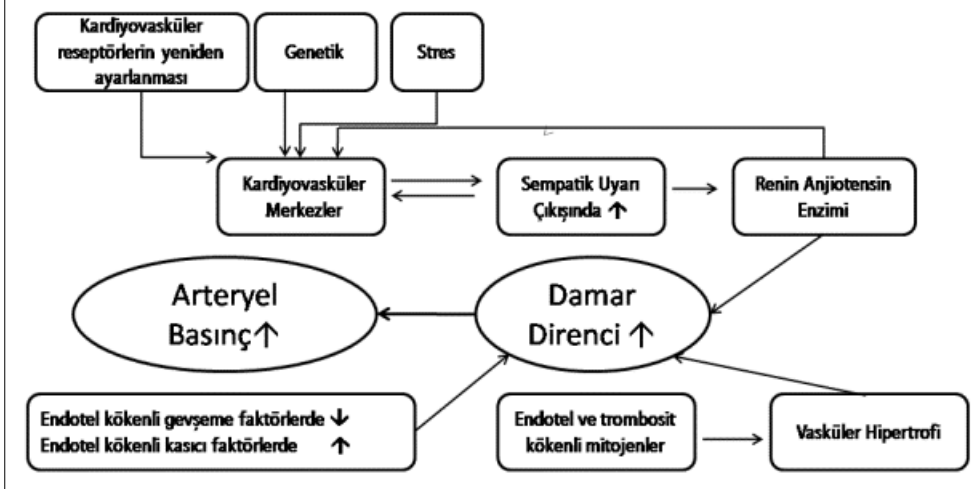 Kardiyovasküler
reseptörlerin yeniden
ayarlanması
Genetik
Stres
Kardiyovasküler
Merkezler
Sempatik Uyarı
Çıkışında ↑
Renin Anjiotensin
Enzimi
Arteryel
Basınç↑
Damar
Direnci ↑
Endotel kökenli gevşeme faktörlerde ↓
Endotel kökenli kasıcı faktörlerde ↑
Endotel ve trombosit
kökenli mitojenler
Vasküler Hipertrofi